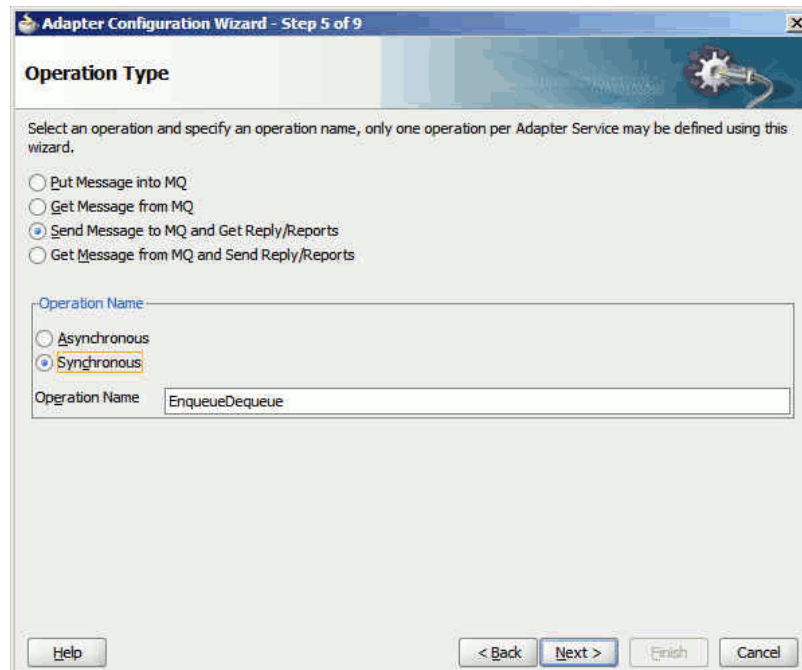 Adapter Configuration Wizard - Step 5 of 9
Operation Type
Select an operation and specify an operation name, only one operation per Adapter Service may be defined using this
wizard.
Put Message into MQ
Get Message from MQ
Send Message to MQ and Get Reply/Reports
Get Message from MQ and Send Reply/Reports
Operation Name
Asynchronous
Synchronous
Operation Name EnqueueDequeue
Help < Back Next > Finish Cancel